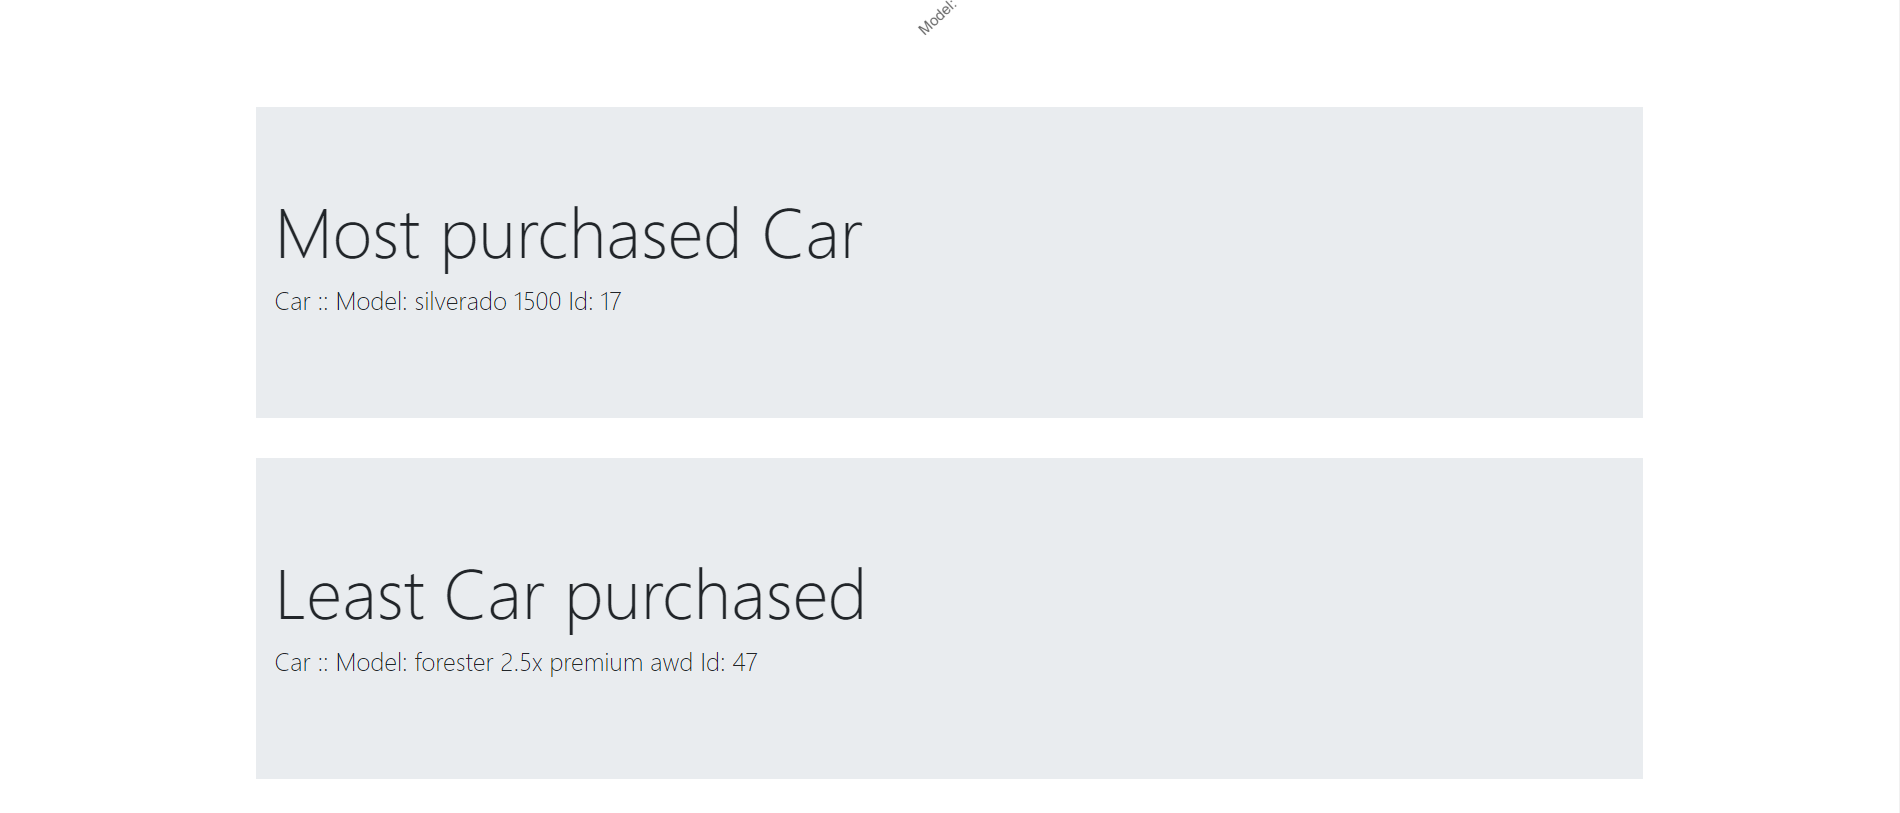 Model:
Most purchased Car
Car :: Model: silverado 1500 Id: 17
Least Car purchased
Car :: Model: forester 2.5x premium awd Id: 47